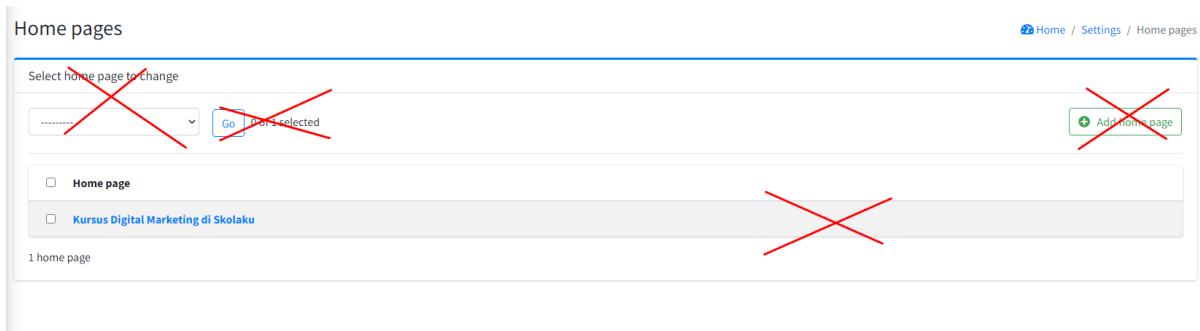 Home pages
Home / Settings / Home pages
Select home page to change
---------
Go 0 of 1 selected
Add home page
Home page
Kursus Digital Marketing di Skolaku
1 home page